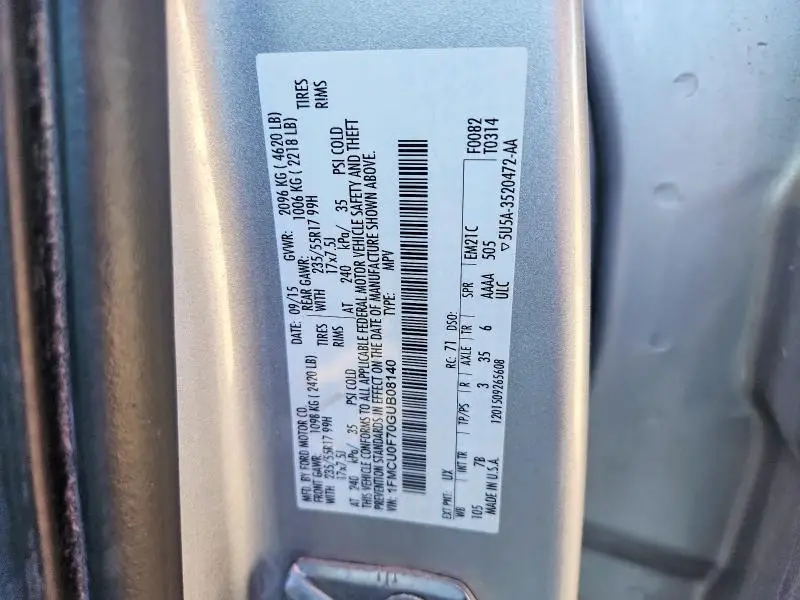 MFD. BY FORD MOTOR CO.
DATE: 09/15 GVWR: 2096 KG ( 4620 LB)
FRONT GAWR: 1098 KG ( 2420 LB) REAR GAWR: 1006 KG ( 2218 LB)
WITH 235/55R17 99H TIRES WITH 235/55R17 99H TIRES
17x7.5J RIMS 17x7.5J RIMS
AT 240 kPa/ 35 PSI COLD AT 240 kPa/ 35 PSI COLD
THIS VEHICLE CONFORMS TO ALL APPLICABLE FEDERAL MOTOR VEHICLE SAFETY AND THEFT
PREVENTION STANDARDS IN EFFECT ON THE DATE OF MANUFACTURE SHOWN ABOVE.
VIN: 1FMCU0F70GUB08140 TYPE: MPV
F0082
T0314
EXT PNT: UX RC: 71 DSO:
WB INT TR TP/PS R AXLE TR SPR EM21C
105 7B 3 35 6 AAAA 505
MADE IN U.S.A. 1201509265608 ULC ▽5U5A-3520472-AA